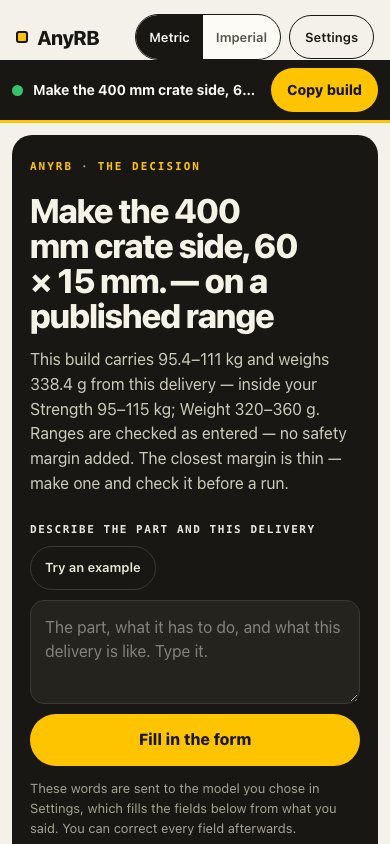 AnyRB
Metric
Imperial
Settings
Make the 400 mm crate side, 6...
Copy build
ANYRB · THE DECISION
Make the 400
mm crate side, 60
× 15 mm. — on a
published range
This build carries 95.4–111 kg and weighs
338.4 g from this delivery — inside your
Strength 95–115 kg; Weight 320–360 g.
Ranges are checked as entered — no safety
margin added. The closest margin is thin —
make one and check it before a run.
DESCRIBE THE PART AND THIS DELIVERY
Try an example
The part, what it has to do, and what this
delivery is like. Type it.
Fill in the form
These words are sent to the model you chose in
Settings, which fills the fields below from what you
said. You can correct every field afterwards.